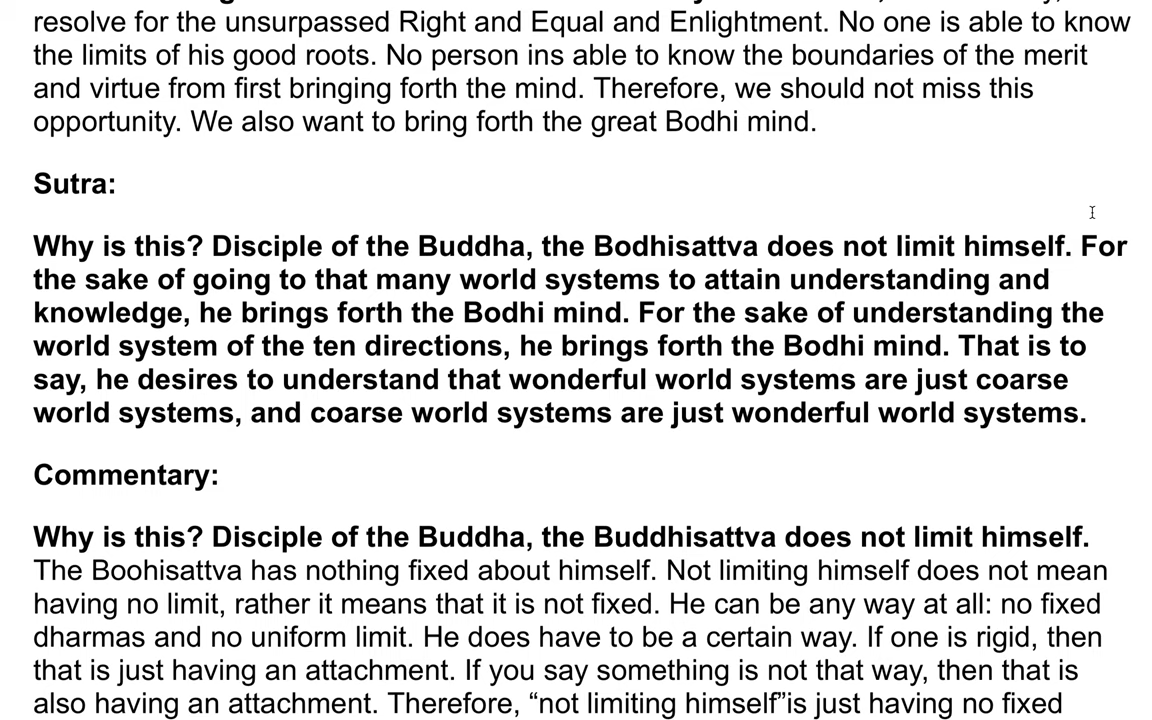 resolve for the unsurpassed Right and Equal and Enlightment. No one is able to know
the limits of his good roots. No person ins able to know the boundaries of the merit
and virtue from first bringing forth the mind. Therefore, we should not miss this
opportunity. We also want to bring forth the great Bodhi mind.
Sutra:
Why is this? Disciple of the Buddha, the Bodhisattva does not limit himself. For
the sake of going to that many world systems to attain understanding and
knowledge, he brings forth the Bodhi mind. For the sake of understanding the
world system of the ten directions, he brings forth the Bodhi mind. That is to
say, he desires to understand that wonderful world systems are just coarse
world systems, and coarse world systems are just wonderful world systems.
Commentary:
Why is this? Disciple of the Buddha, the Buddhisattva does not limit himself.
The Boohisattva has nothing fixed about himself. Not limiting himself does not mean
having no limit, rather it means that it is not fixed. He can be any way at all: no fixed
dharmas and no uniform limit. He does have to be a certain way. If one is rigid, then
that is just having an attachment. If you say something is not that way, then that is
also having an attachment. Therefore, “not limiting himself”is just having no fixed